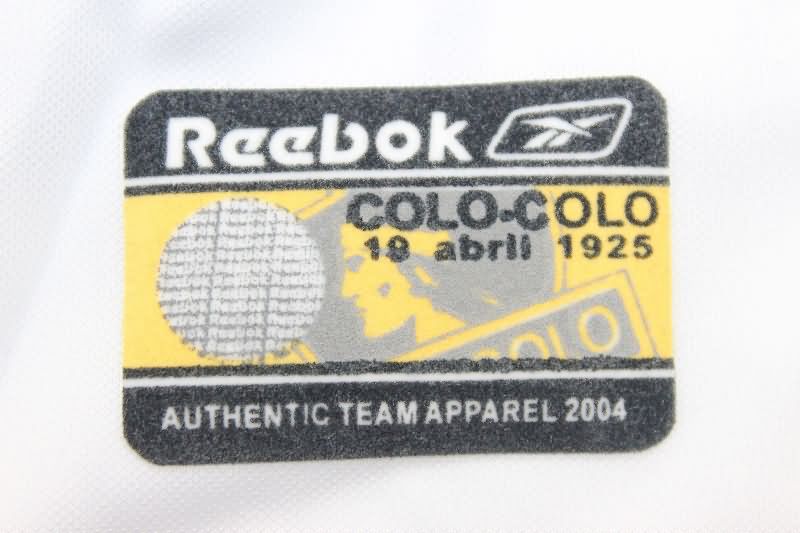 Reebok
COLO-COLO
19 abril 1925
COLO
AUTHENTIC TEAM APPAREL 2004